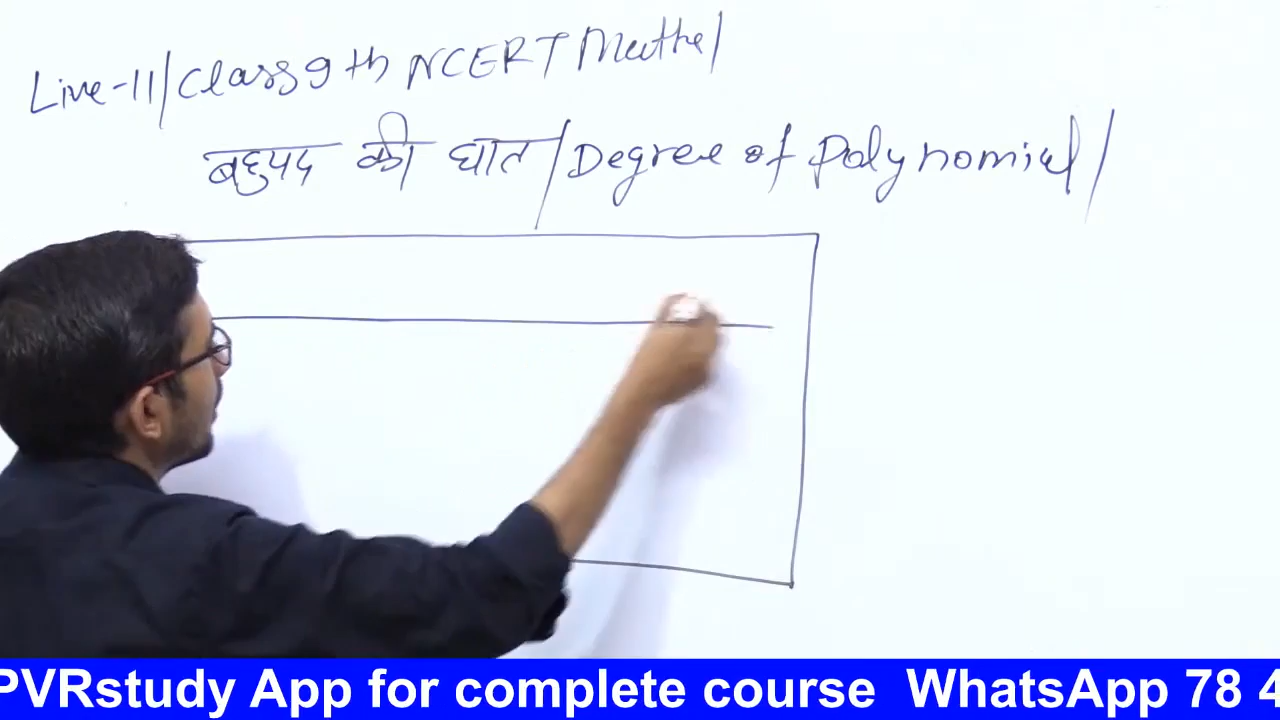 Live-11/Class 9th NCERT Maths/
बहुपद की घात/Degree of Polynomial/
PVRstudy App for complete course WhatsApp 78 4